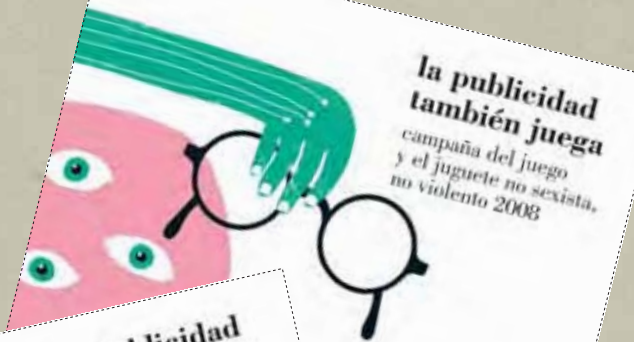 la publicidad
también juega
campaña del juego
y el juguete no sexista,
no violento 2008